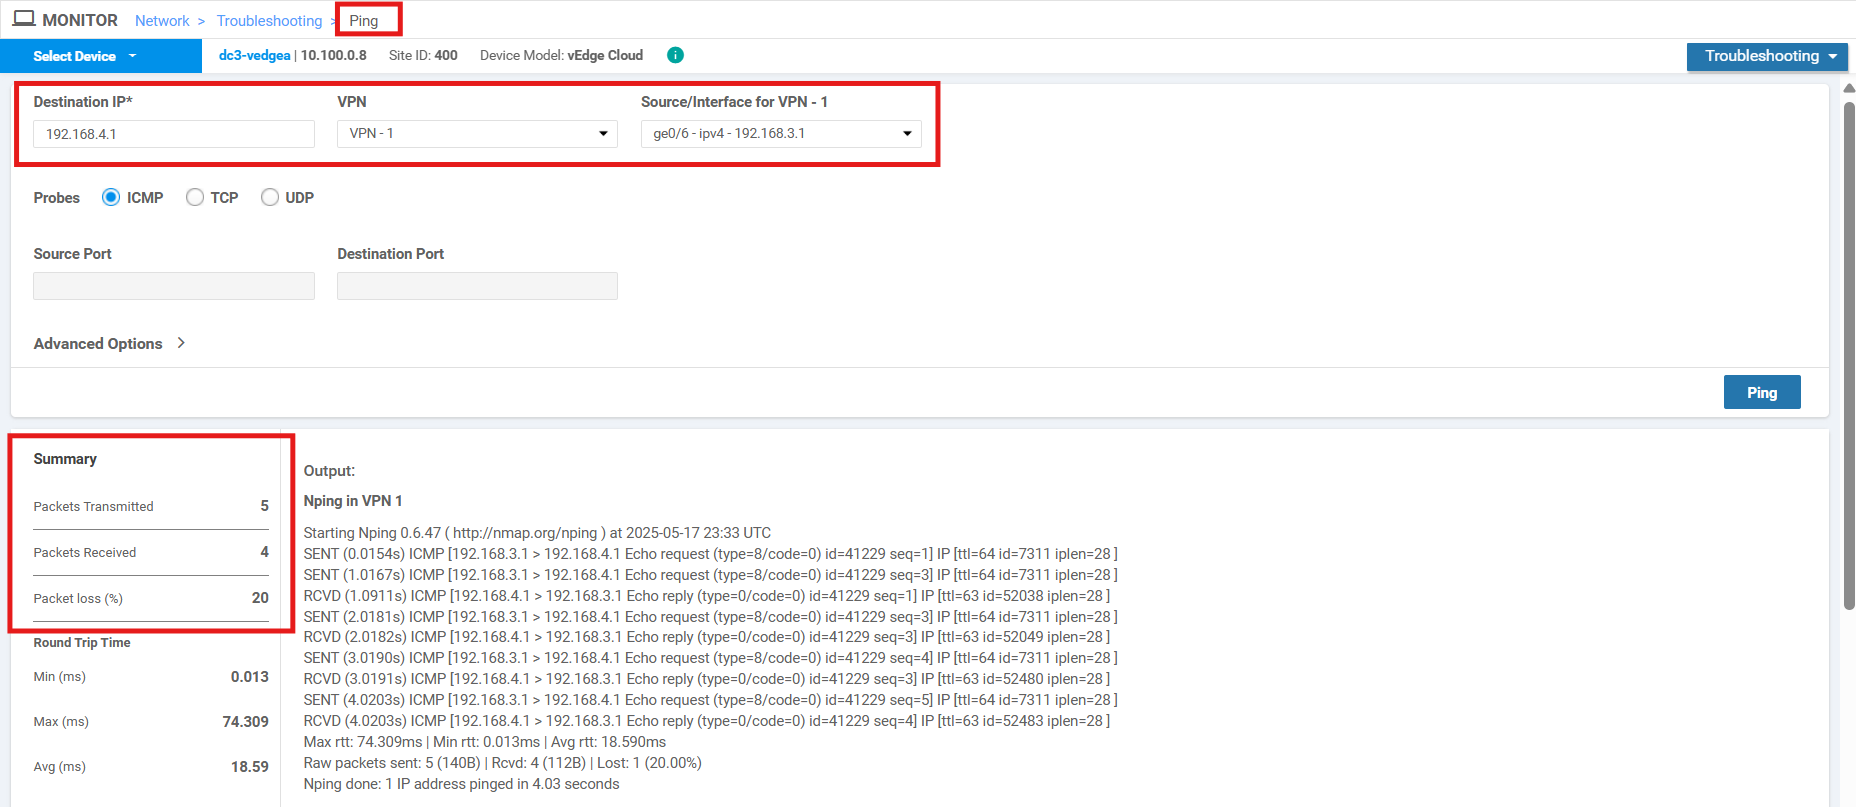 MONITOR Network > Troubleshooting > Ping
Select Device dc3-vedgea | 10.100.0.8 Site ID: 400 Device Model: vEdge Cloud i Troubleshooting
Destination IP* VPN Source/Interface for VPN - 1
192.168.4.1 VPN - 1 ge0/6 - ipv4 - 192.168.3.1
Probes ICMP TCP UDP
Source Port Destination Port
Advanced Options >
Ping
Summary
Packets Transmitted 5
Packets Received 4
Packet loss (%) 20
Round Trip Time
Min (ms) 0.013
Max (ms) 74.309
Avg (ms) 18.59
Output:
Nping in VPN 1
Starting Nping 0.6.47 ( http://nmap.org/nping ) at 2025-05-17 23:33 UTC
SENT (0.0154s) ICMP [192.168.3.1 > 192.168.4.1 Echo request (type=8/code=0) id=41229 seq=1] IP [ttl=64 id=7311 iplen=28 ]
SENT (1.0167s) ICMP [192.168.3.1 > 192.168.4.1 Echo request (type=8/code=0) id=41229 seq=3] IP [ttl=64 id=7311 iplen=28 ]
RCVD (1.0911s) ICMP [192.168.4.1 > 192.168.3.1 Echo reply (type=0/code=0) id=41229 seq=1] IP [ttl=63 id=52038 iplen=28 ]
SENT (2.0181s) ICMP [192.168.3.1 > 192.168.4.1 Echo request (type=8/code=0) id=41229 seq=3] IP [ttl=64 id=7311 iplen=28 ]
RCVD (2.0182s) ICMP [192.168.4.1 > 192.168.3.1 Echo reply (type=0/code=0) id=41229 seq=3] IP [ttl=63 id=52049 iplen=28 ]
SENT (3.0190s) ICMP [192.168.3.1 > 192.168.4.1 Echo request (type=8/code=0) id=41229 seq=4] IP [ttl=64 id=7311 iplen=28 ]
RCVD (3.0191s) ICMP [192.168.4.1 > 192.168.3.1 Echo reply (type=0/code=0) id=41229 seq=3] IP [ttl=63 id=52480 iplen=28 ]
SENT (4.0203s) ICMP [192.168.3.1 > 192.168.4.1 Echo request (type=8/code=0) id=41229 seq=5] IP [ttl=64 id=7311 iplen=28 ]
RCVD (4.0203s) ICMP [192.168.4.1 > 192.168.3.1 Echo reply (type=0/code=0) id=41229 seq=4] IP [ttl=63 id=52483 iplen=28 ]
Max rtt: 74.309ms | Min rtt: 0.013ms | Avg rtt: 18.590ms
Raw packets sent: 5 (140B) | Rcvd: 4 (112B) | Lost: 1 (20.00%)
Nping done: 1 IP address pinged in 4.03 seconds